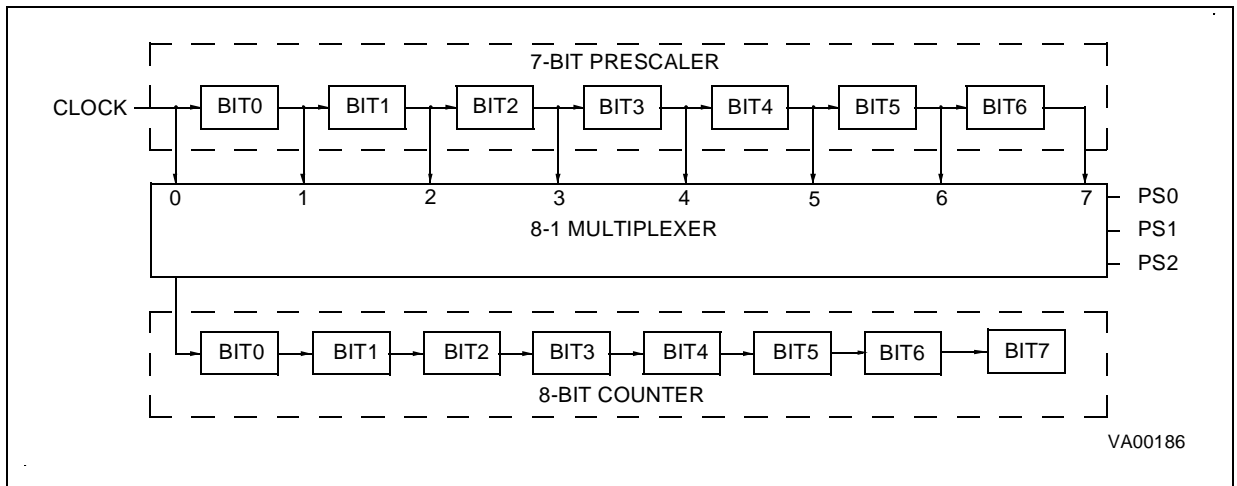 7-BIT PRESCALER
CLOCK BIT0 BIT1 BIT2 BIT3 BIT4 BIT5 BIT6
0 1 2 3 4 5 6 7 PS0
8-1 MULTIPLEXER PS1
PS2
BIT0 BIT1 BIT2 BIT3 BIT4 BIT5 BIT6 BIT7
8-BIT COUNTER
VA00186